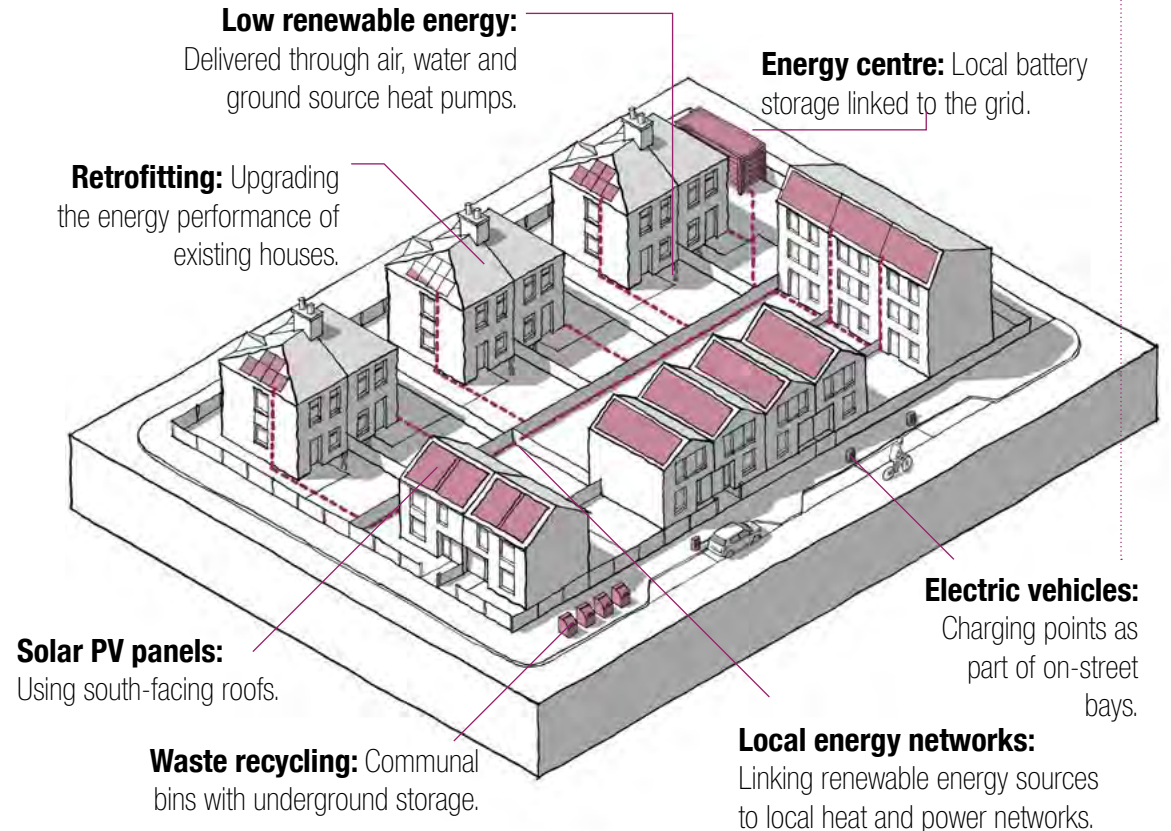 Low renewable energy:
Delivered through air, water and
ground source heat pumps.
Energy centre: Local battery
storage linked to the grid.
Retrofitting: Upgrading
the energy performance of
existing houses.
Electric vehicles:
Charging points as
part of on-street
bays.
Solar PV panels:
Using south-facing roofs.
Waste recycling: Communal
bins with underground storage.
Local energy networks:
Linking renewable energy sources
to local heat and power networks.